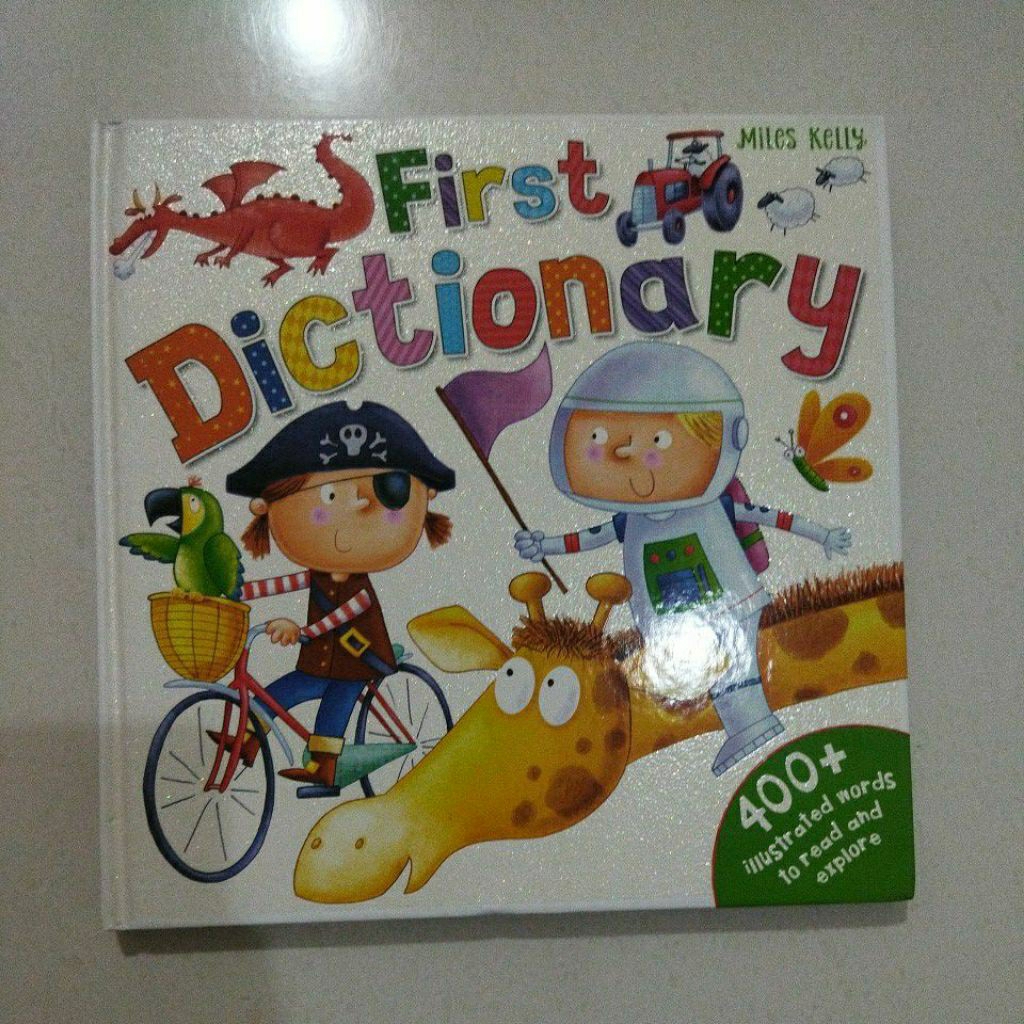 Miles Kelly
First
Dictionary
400+
illustrated words
to read and
explore